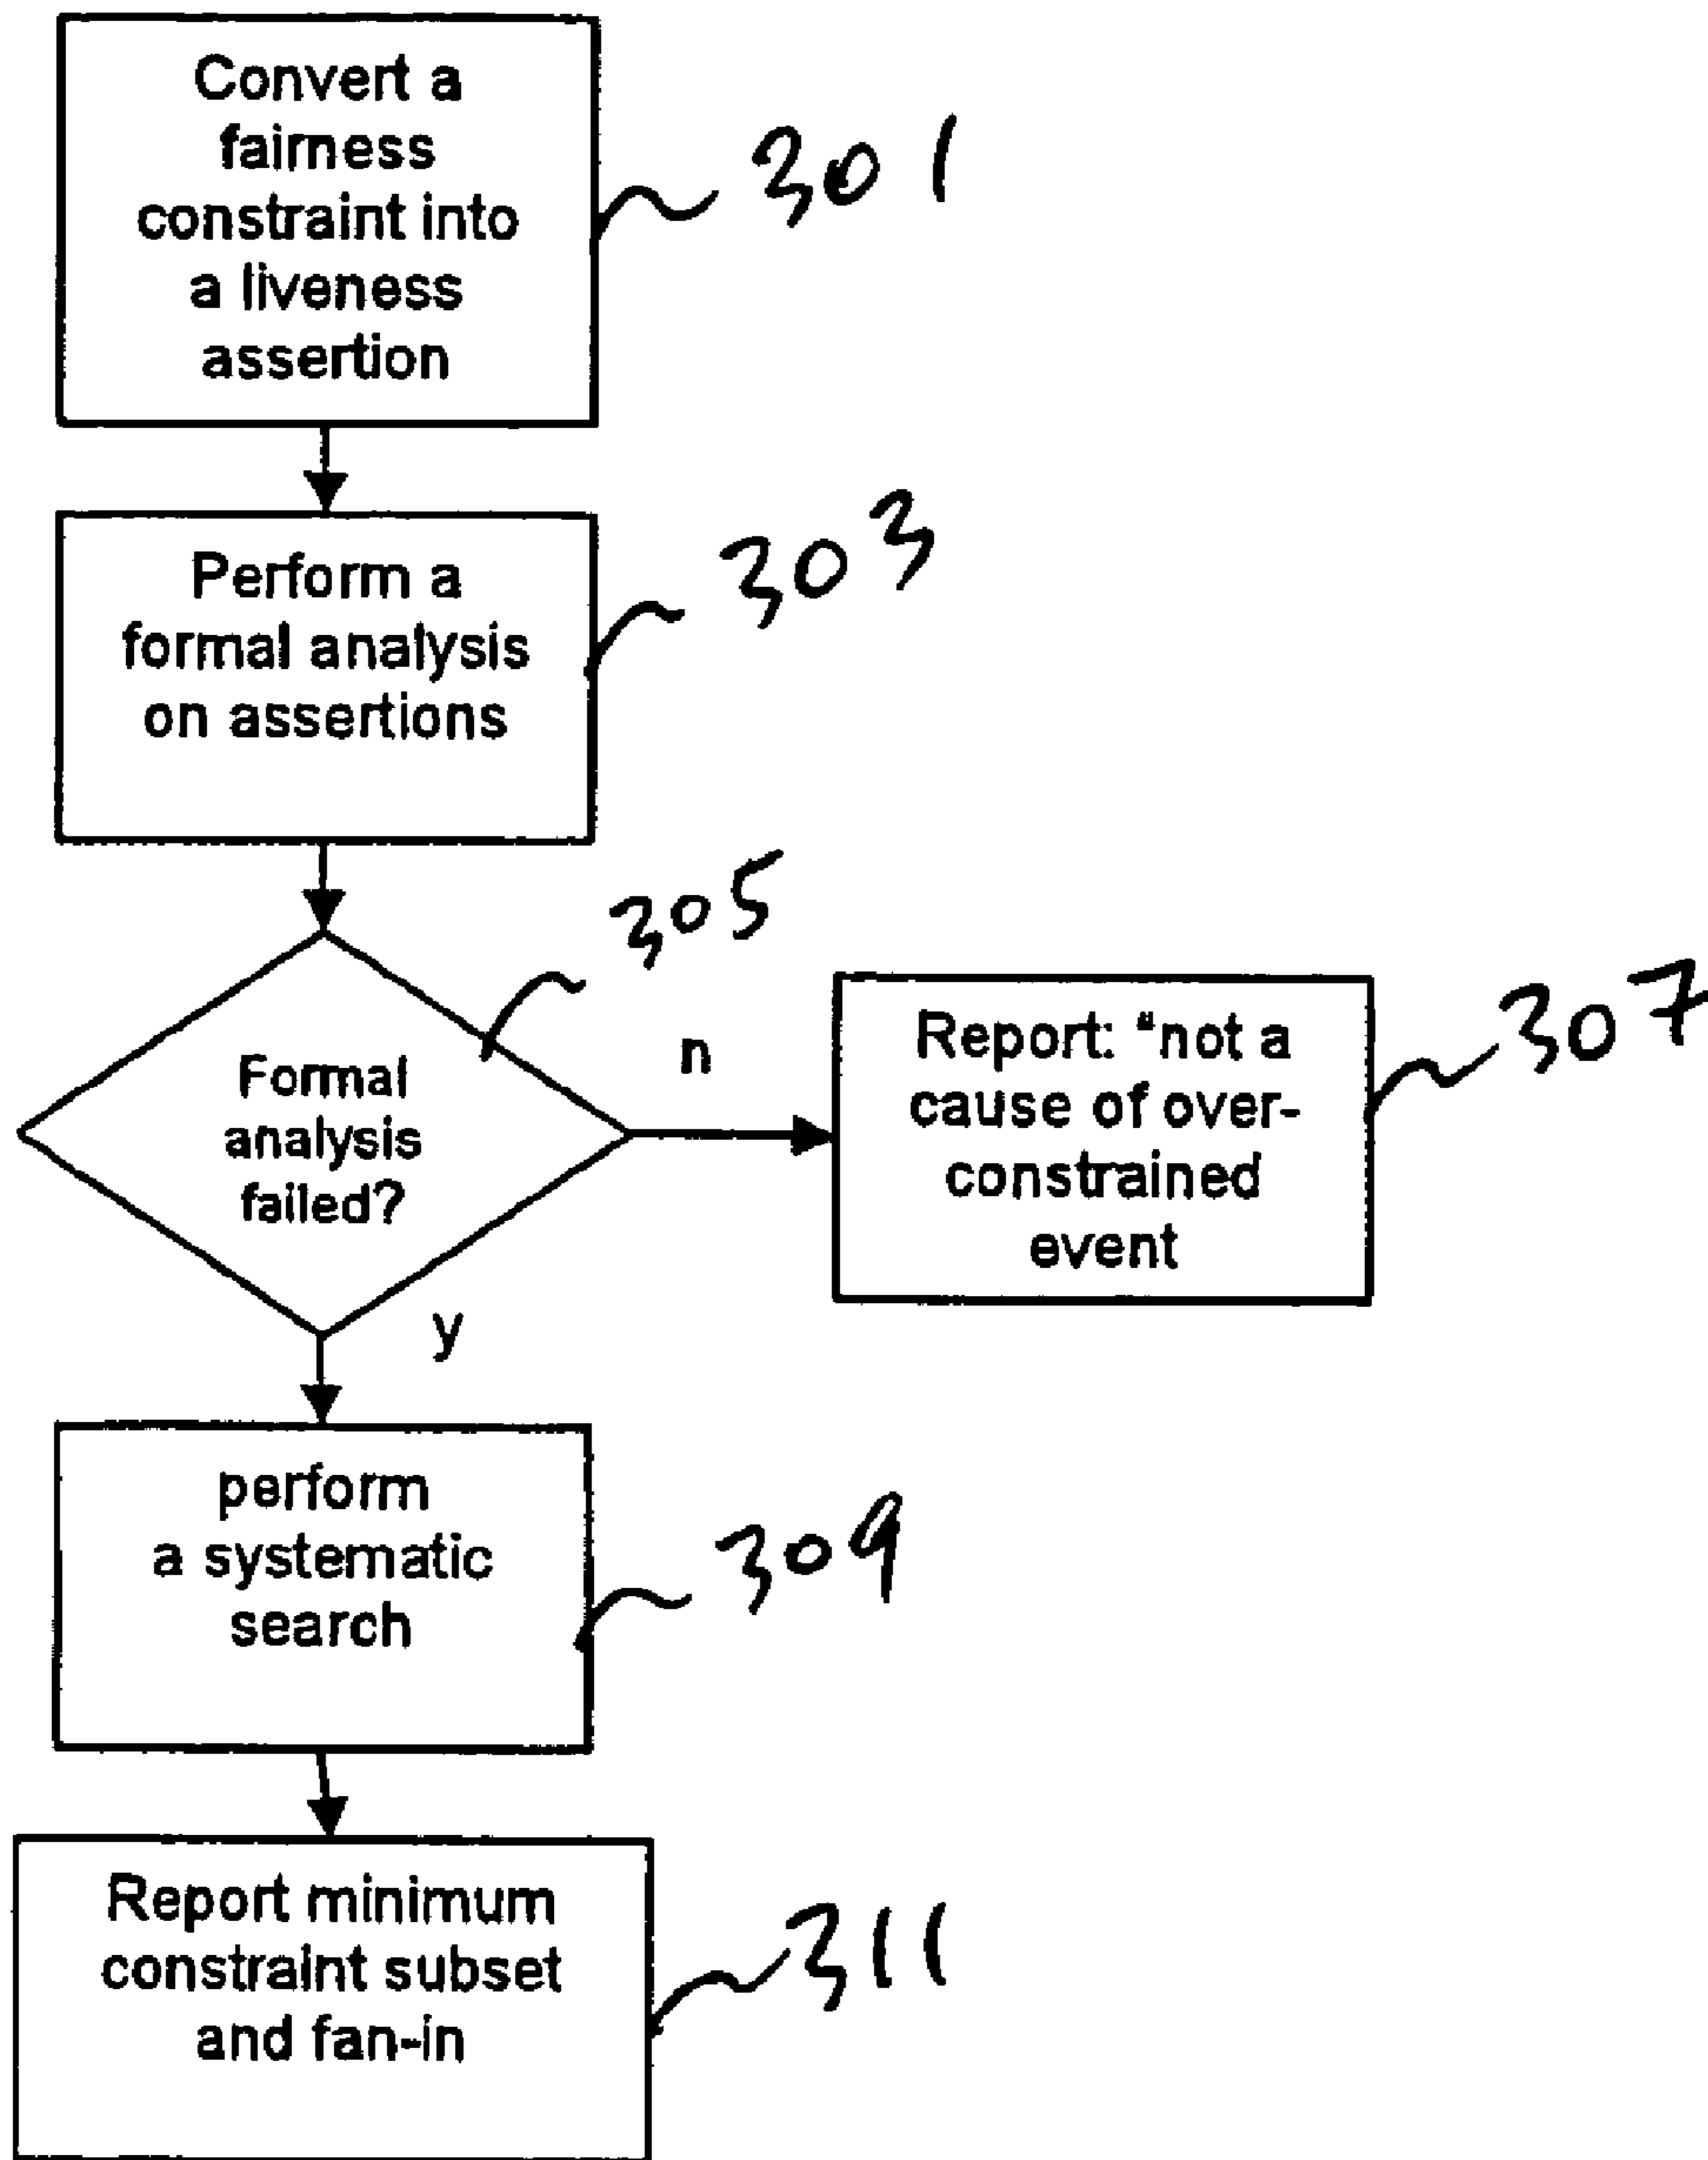 Convert a
fairness
constraint into
a liveness
assertion
301
Perform a
formal analysis
on assertions
303
305
Formal
analysis
failed?
n
Report: "not a
cause of over-
constrained
event
307
y
perform
a systematic
search
309
Report minimum
constraint subset
and fan-in
311